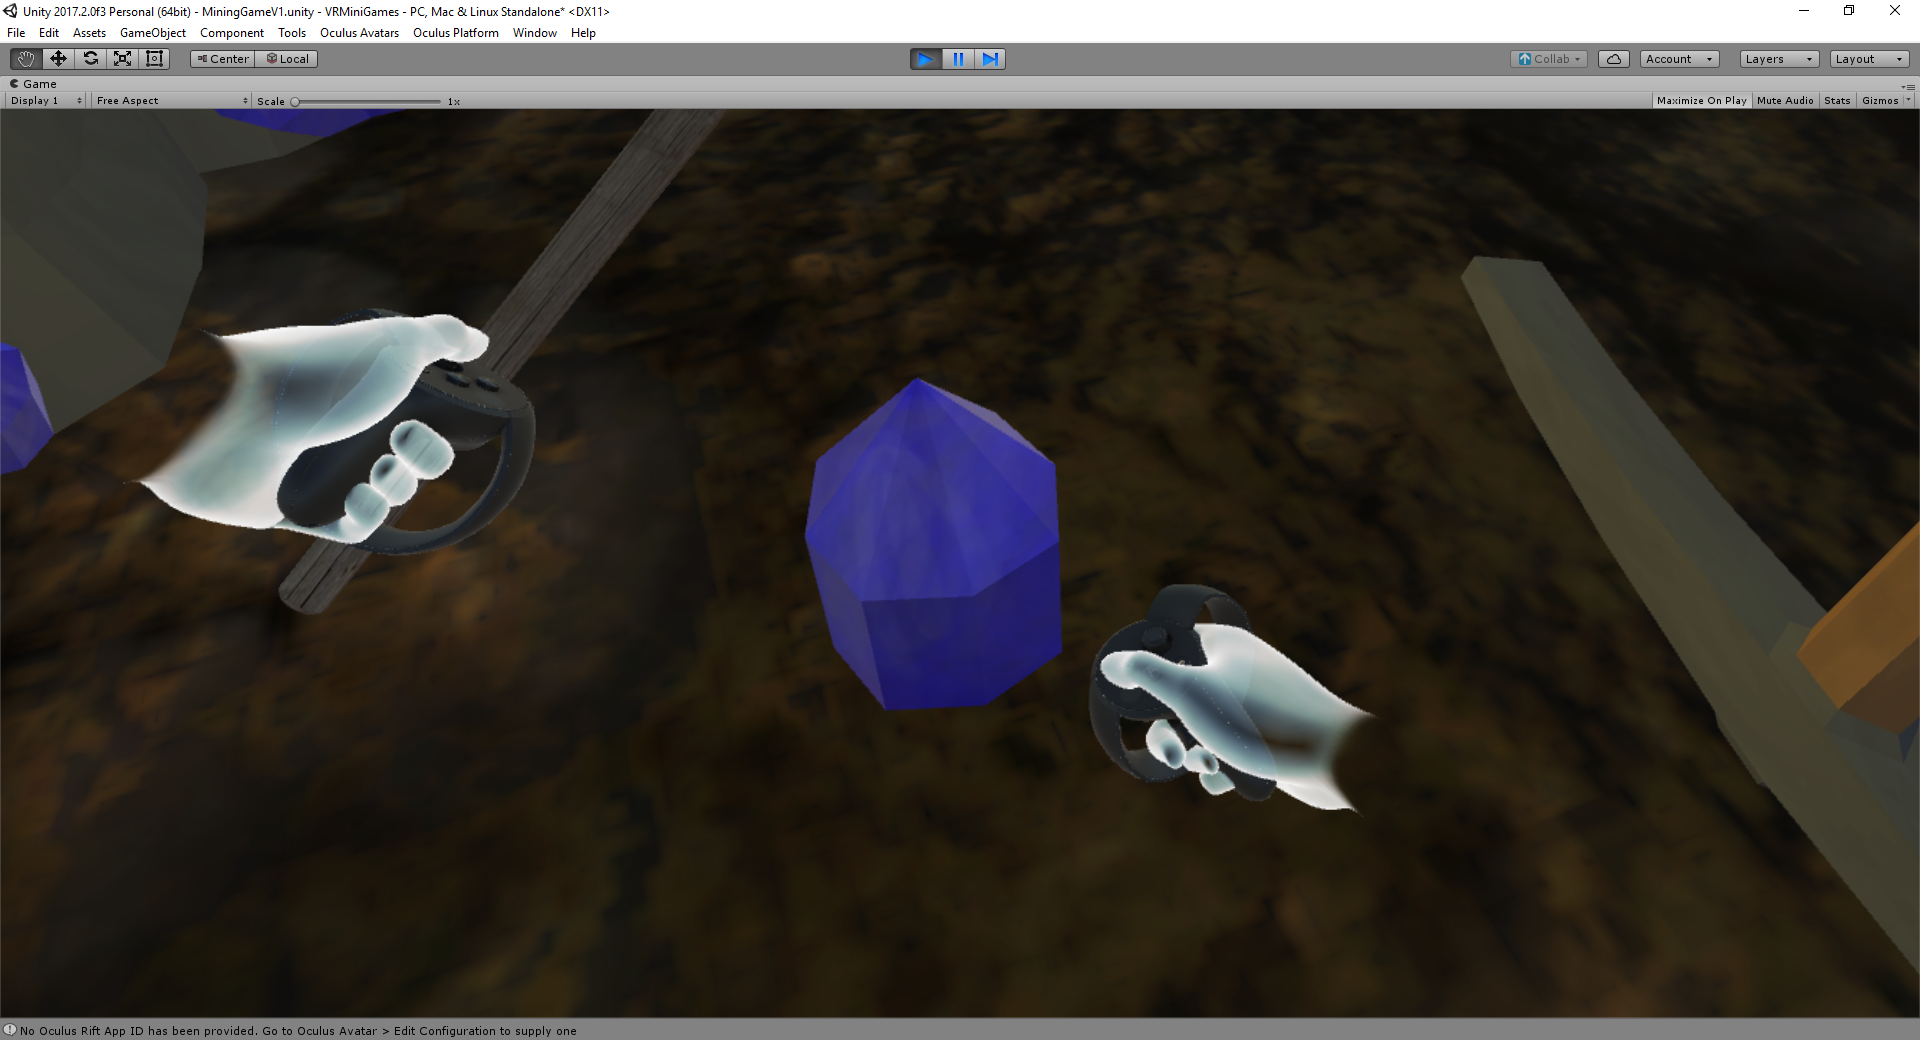 Unity 2017.2.0f3 Personal (64bit) - MiningGameV1.unity - VRMiniGames - PC, Mac & Linux Standalone* <DX11>
File Edit Assets GameObject Component Tools Oculus Avatars Oculus Platform Window Help
Center Local Collab Account Layers Layout
Game
Display 1 Free Aspect Scale 1x Maximize On Play Mute Audio Stats Gizmos
No Oculus Rift App ID has been provided. Go to Oculus Avatar > Edit Configuration to supply one